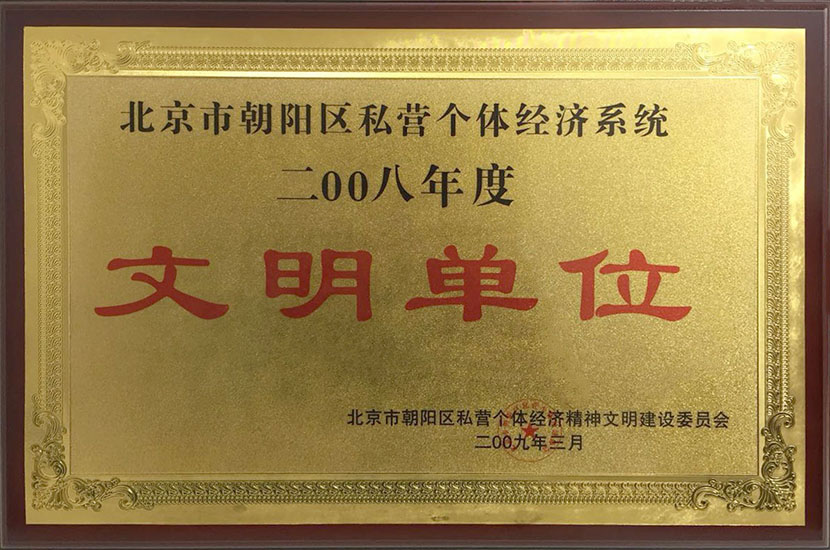 北京市朝阳区私营个体经济系统
二00八年度
文明单位
北京市朝阳区私营个体经济精神文明建设委员会
二00九年三月